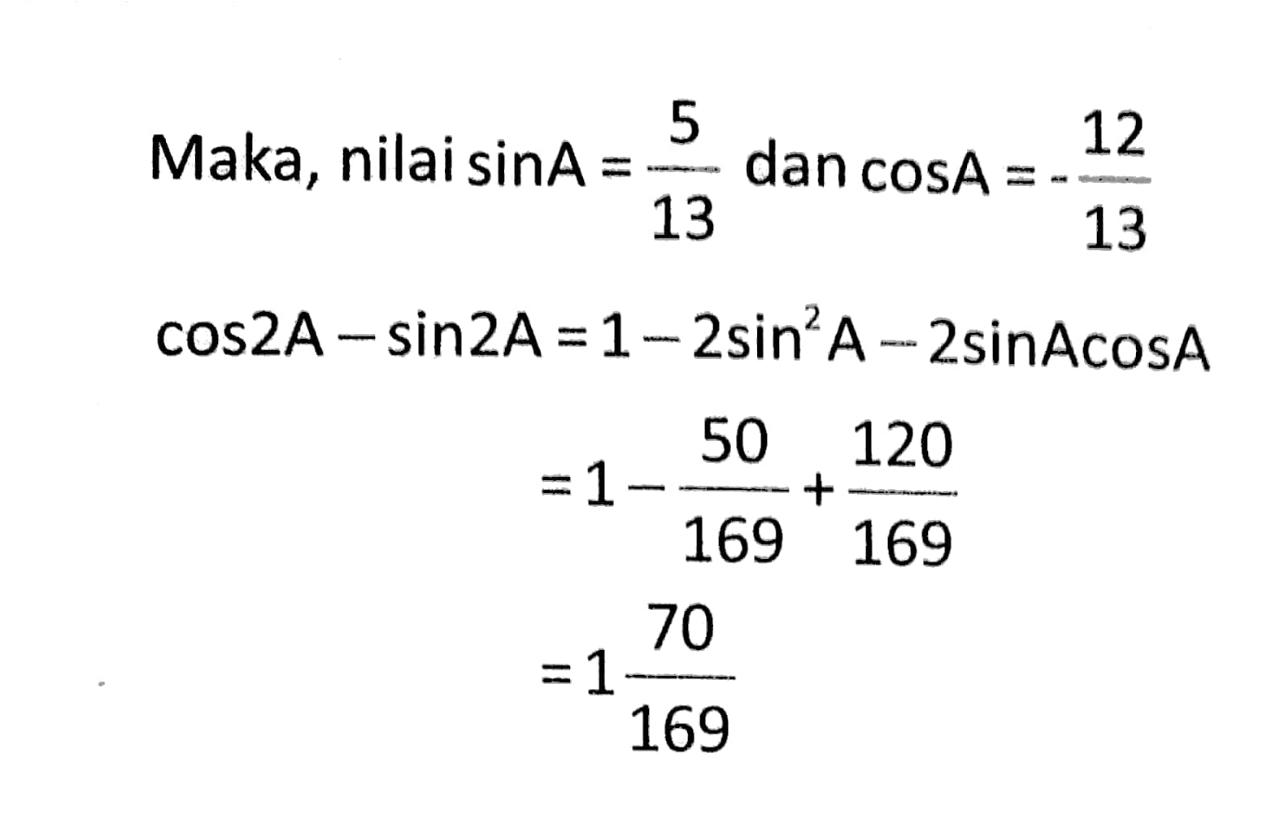 Maka, nilai sinA = 5/13 dan cosA = -12/13
cos2A – sin2A = 1 – 2sin²A – 2sinAcosA
= 1 – 50/169 + 120/169
= 1 70/169